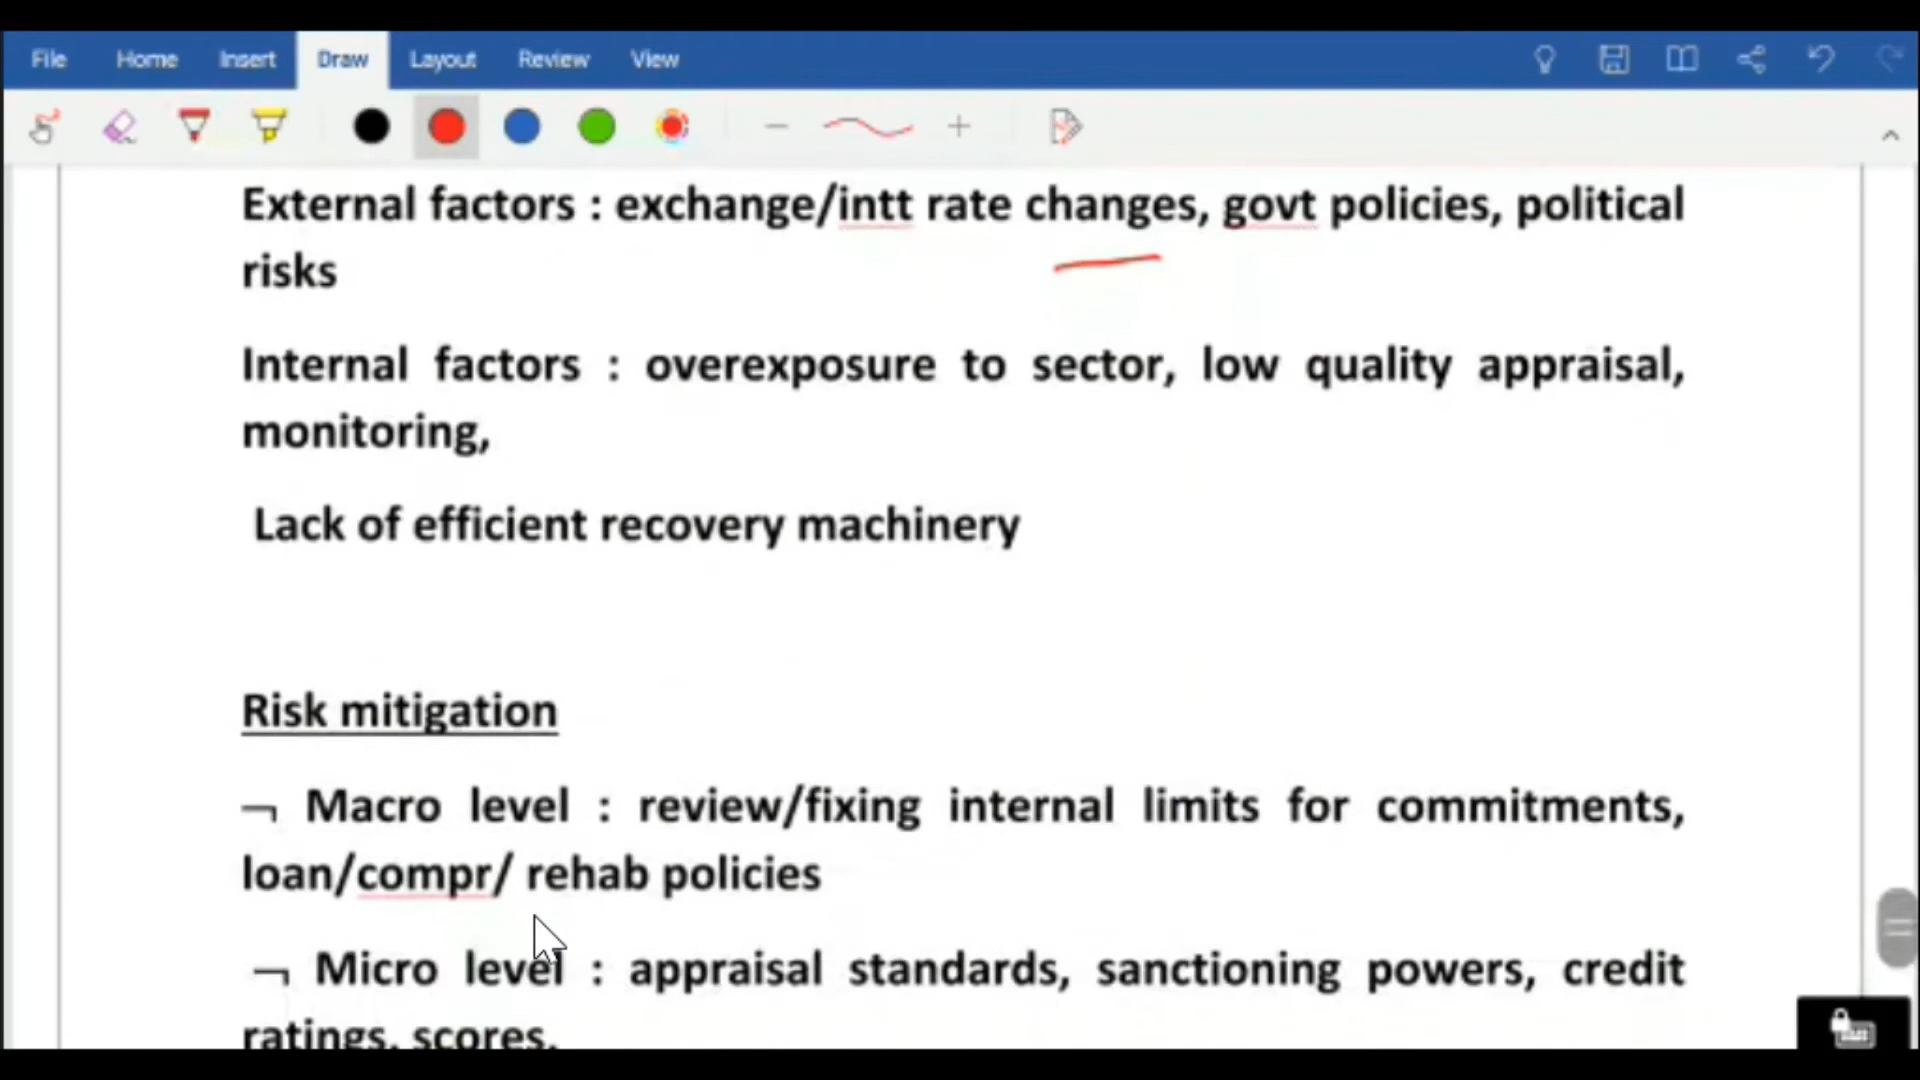 File Home Insert Draw Layout Review View
External factors : exchange/intt rate changes, govt policies, political
risks
Internal factors : overexposure to sector, low quality appraisal,
monitoring,
Lack of efficient recovery machinery
Risk mitigation
¬ Macro level : review/fixing internal limits for commitments,
loan/compr/ rehab policies
¬ Micro level : appraisal standards, sanctioning powers, credit
ratings, scores,